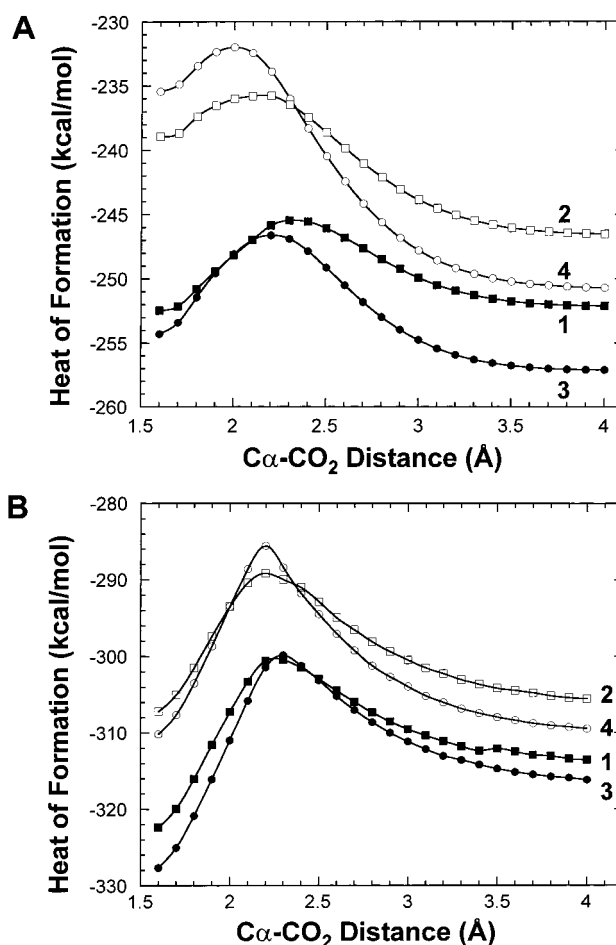 A
Heat of Formation (kcal/mol)
-230
-235
-240
-245
-250
-255
-260
2
4
1
3
1.5 2 2.5 3 3.5 4
Cα-CO₂ Distance (Å)
B
Heat of Formation (kcal/mol)
-280
-290
-300
-310
-320
-330
2
4
1
3
1.5 2 2.5 3 3.5 4
Cα-CO₂ Distance (Å)